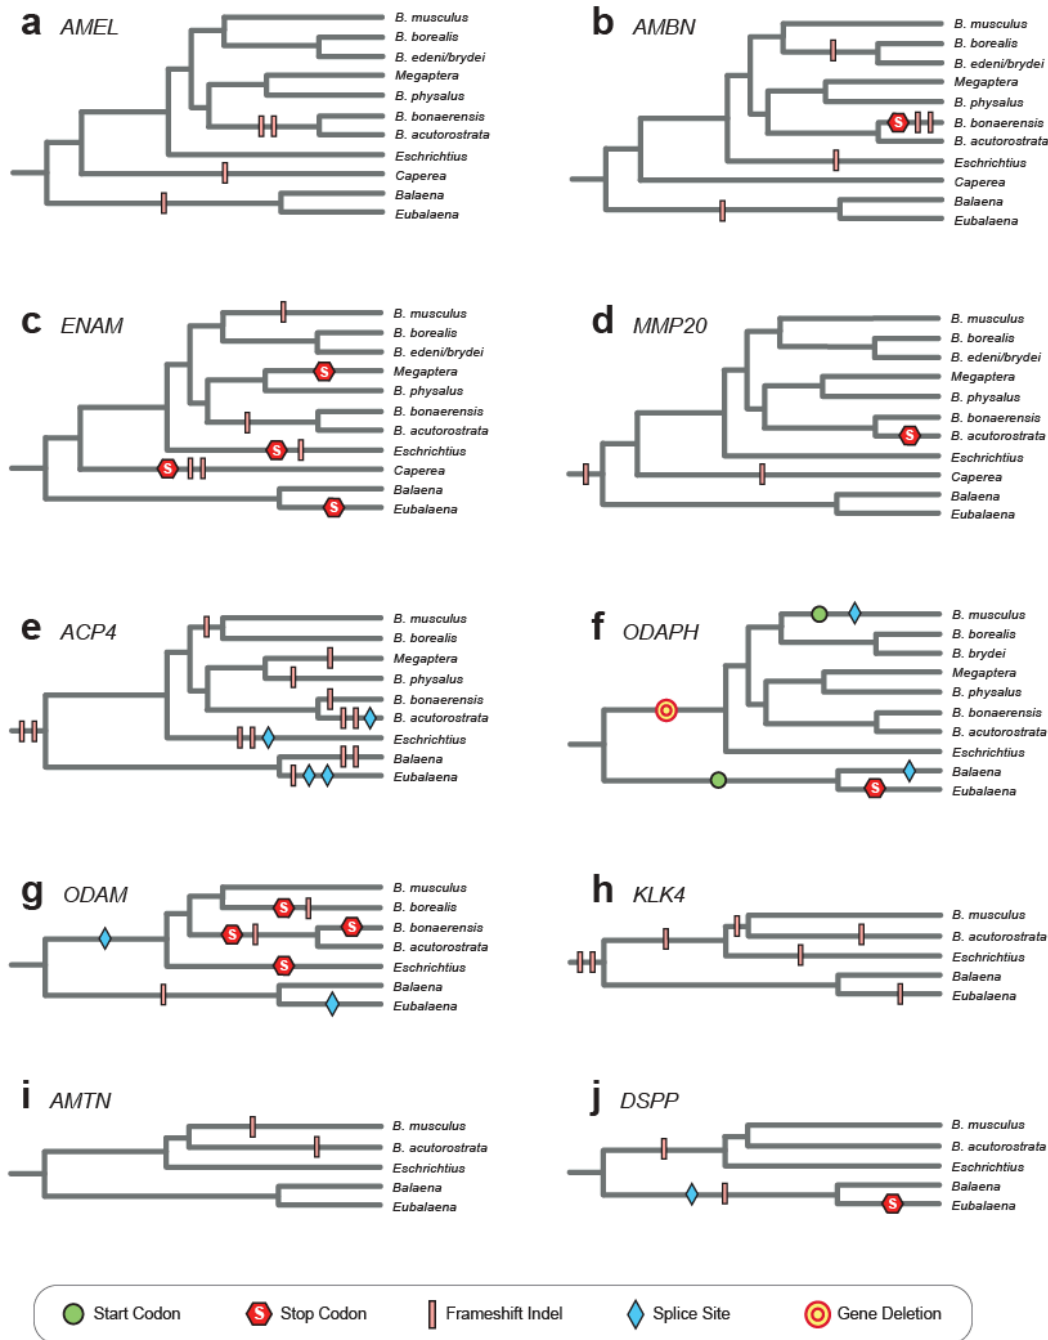 a AMEL
B. musculus
B. borealis
B. edeni/brydei
Megaptera
B. physalus
B. bonaerensis
B. acutorostrata
Eschrichtius
Caperea
Balaena
Eubalaena
b AMBN
B. musculus
B. borealis
B. edeni/brydei
Megaptera
B. physalus
S B. bonaerensis
B. acutorostrata
Eschrichtius
Caperea
Balaena
Eubalaena
c ENAM
B. musculus
B. borealis
B. edeni/brydei
S Megaptera
B. physalus
B. bonaerensis
B. acutorostrata
S Eschrichtius
S Caperea
Balaena
S Eubalaena
d MMP20
B. musculus
B. borealis
B. edeni/brydei
Megaptera
B. physalus
B. bonaerensis
S B. acutorostrata
Eschrichtius
Caperea
Balaena
Eubalaena
e ACP4
B. musculus
B. borealis
Megaptera
B. physalus
B. bonaerensis
B. acutorostrata
Eschrichtius
Balaena
Eubalaena
f ODAPH
B. musculus
B. borealis
B. brydei
Megaptera
B. physalus
B. bonaerensis
B. acutorostrata
Eschrichtius
Balaena
S Eubalaena
g ODAM
B. musculus
S B. borealis
S S B. bonaerensis
B. acutorostrata
S Eschrichtius
Balaena
Eubalaena
h KLK4
B. musculus
B. acutorostrata
Eschrichtius
Balaena
Eubalaena
i AMTN
B. musculus
B. acutorostrata
Eschrichtius
Balaena
Eubalaena
j DSPP
B. musculus
B. acutorostrata
Eschrichtius
Balaena
S Eubalaena
Start Codon S Stop Codon Frameshift Indel Splice Site Gene Deletion